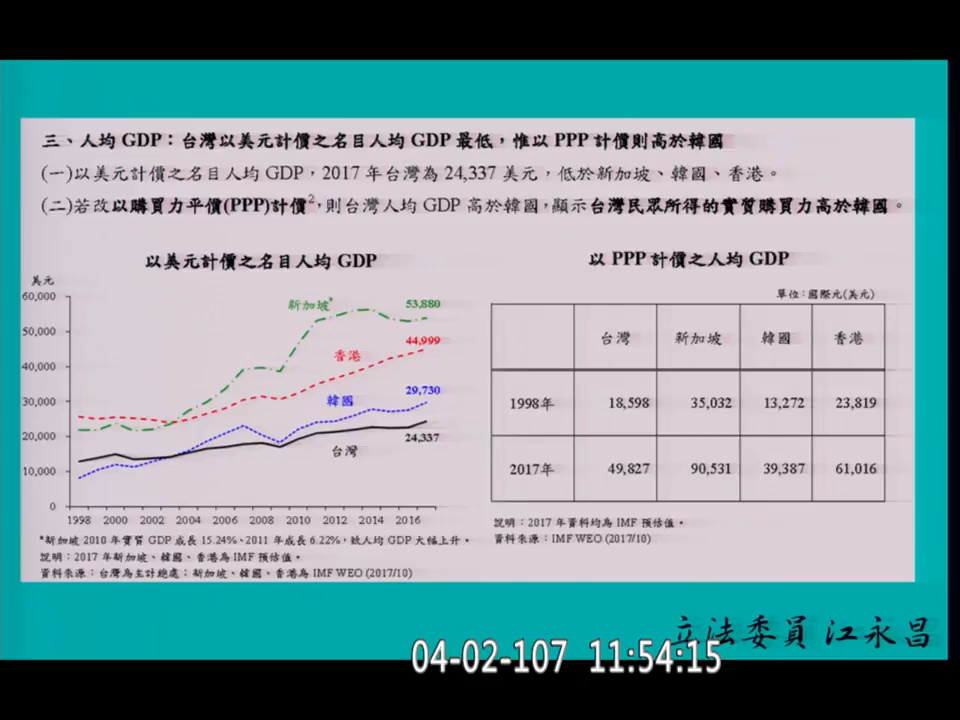 三、人均 GDP：台灣以美元計價之名目人均 GDP 最低，惟以 PPP 計價則高於韓國
(一)以美元計價之名目人均 GDP，2017 年台灣為 24,337 美元，低於新加坡、韓國、香港。
(二)若改以購買力平價(PPP)計價2，則台灣人均 GDP 高於韓國，顯示台灣民眾所得的實質購買力高於韓國。
以美元計價之名目人均 GDP
美元
60,000
50,000
40,000
30,000
20,000
10,000
0
新加坡*
53,880
香港
44,999
韓國
29,730
台灣
24,337
1998 2000 2002 2004 2006 2008 2010 2012 2014 2016
*新加坡 2010 年實質 GDP 成長 15.24%、2011 年成長 6.22%，致人均 GDP 大幅上升。
說明：2017 年新加坡、韓國、香港為 IMF 預估值。
資料來源：台灣為主計總處；新加坡、韓國、香港為 IMF WEO (2017/10)
以 PPP 計價之人均 GDP
單位：國際元(美元)
台灣 新加坡 韓國 香港
1998年 18,598 35,032 13,272 23,819
2017年 49,827 90,531 39,387 61,016
說明：2017 年資料均為 IMF 預估值。
資料來源：IMF WEO (2017/10)
立法委員 江永昌
04-02-107 11:54:15